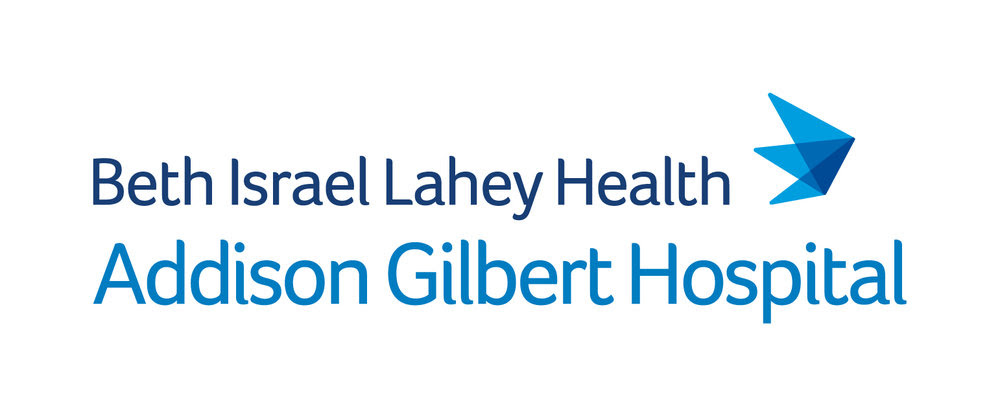 Beth Israel Lahey Health
Addison Gilbert Hospital